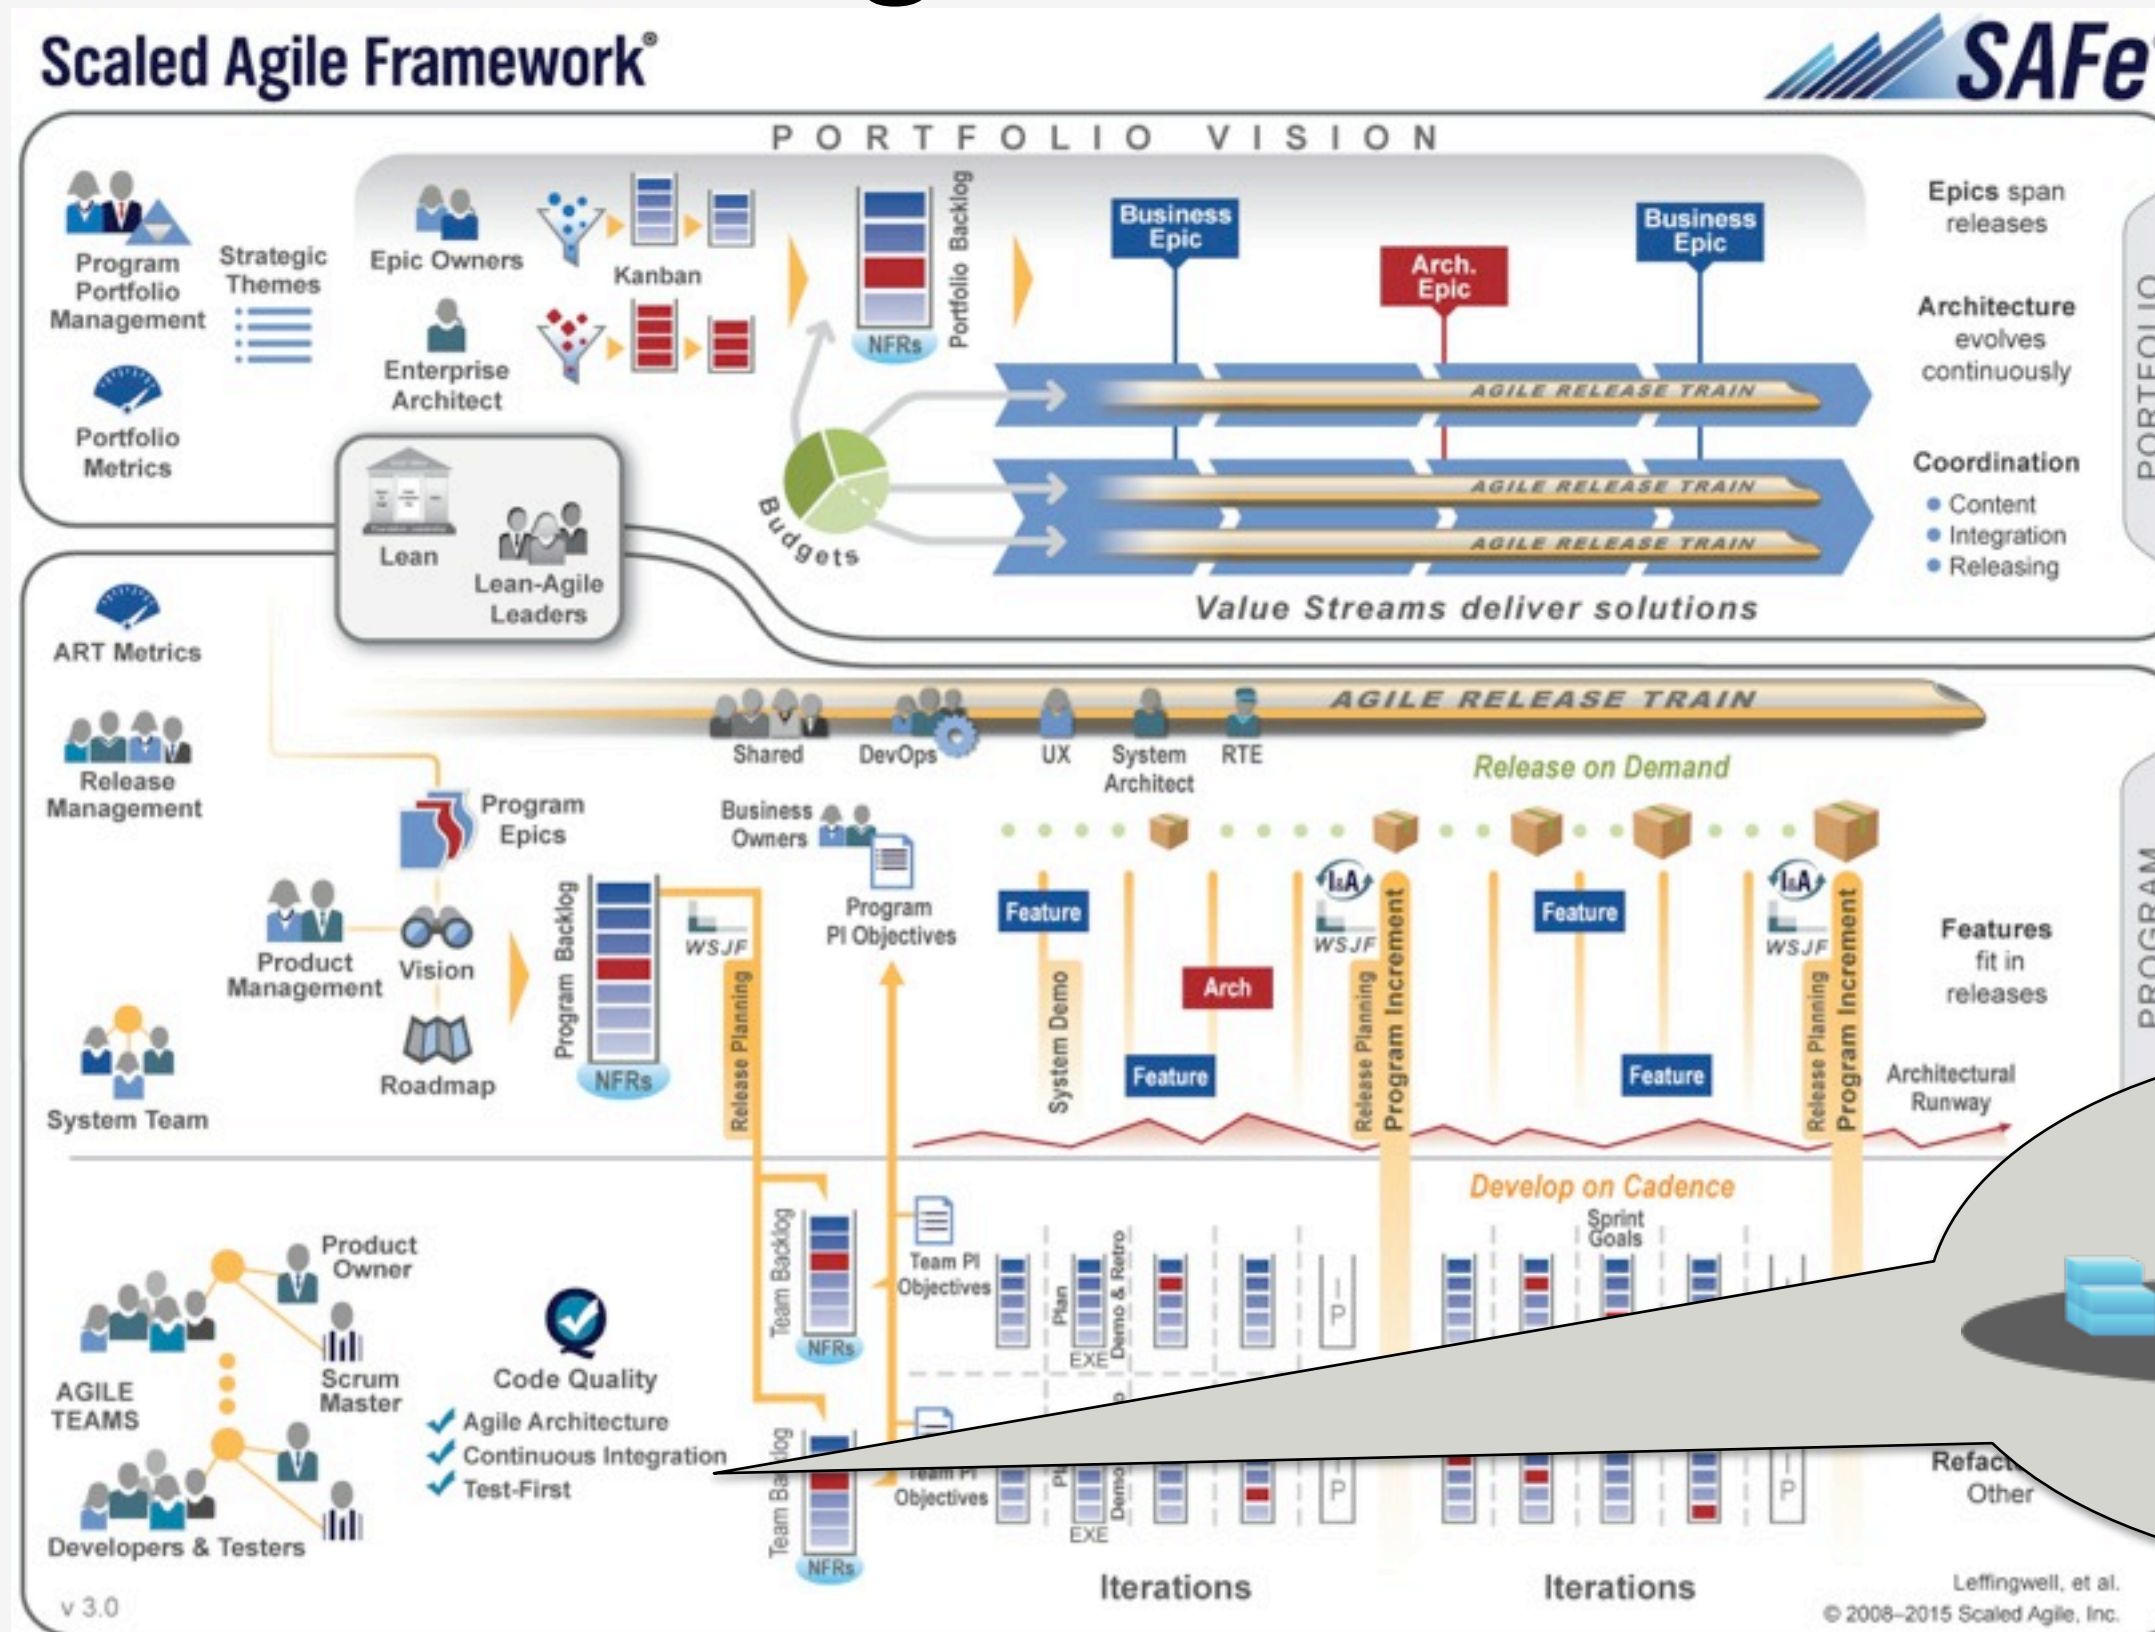 Scaled Agile Framework®
SAFe
PORTFOLIO VISION
Program
Portfolio
Management
Strategic
Themes
Portfolio
Metrics
Epic Owners
Kanban
Enterprise
Architect
Portfolio Backlog
NFRs
Business
Epic
Arch.
Epic
Business
Epic
AGILE RELEASE TRAIN
AGILE RELEASE TRAIN
AGILE RELEASE TRAIN
Budgets
Value Streams deliver solutions
Epics span
releases
Architecture
evolves
continuously
Coordination
Content
Integration
Releasing
PORTFOLIO
Lean
Lean-Agile
Leaders
ART Metrics
Release
Management
AGILE RELEASE TRAIN
Shared
DevOps
UX
System
Architect
RTE
Release on Demand
Program
Epics
Business
Owners
Program
PI Objectives
Product
Management
Vision
Roadmap
System Team
Program Backlog
NFRs
WSJF
Release Planning
Feature
System Demo
Arch
Feature
I&A
WSJF
Release Planning
Program Increment
Feature
Feature
I&A
WSJF
Release Planning
Program Increment
Features
fit in
releases
Architectural
Runway
PROGRAM
Develop on Cadence
Sprint
Goals
Product
Owner
Scrum
Master
AGILE
TEAMS
Developers & Testers
Code Quality
Agile Architecture
Continuous Integration
Test-First
Team Backlog
NFRs
Team PI
Objectives
Plan
EXE
Demo & Retro
I
P
Team Backlog
NFRs
Team PI
Objectives
EXE
P
P
Other
Iterations
Iterations
v 3.0
Leffingwell, et al.
© 2008–2015 Scaled Agile, Inc.